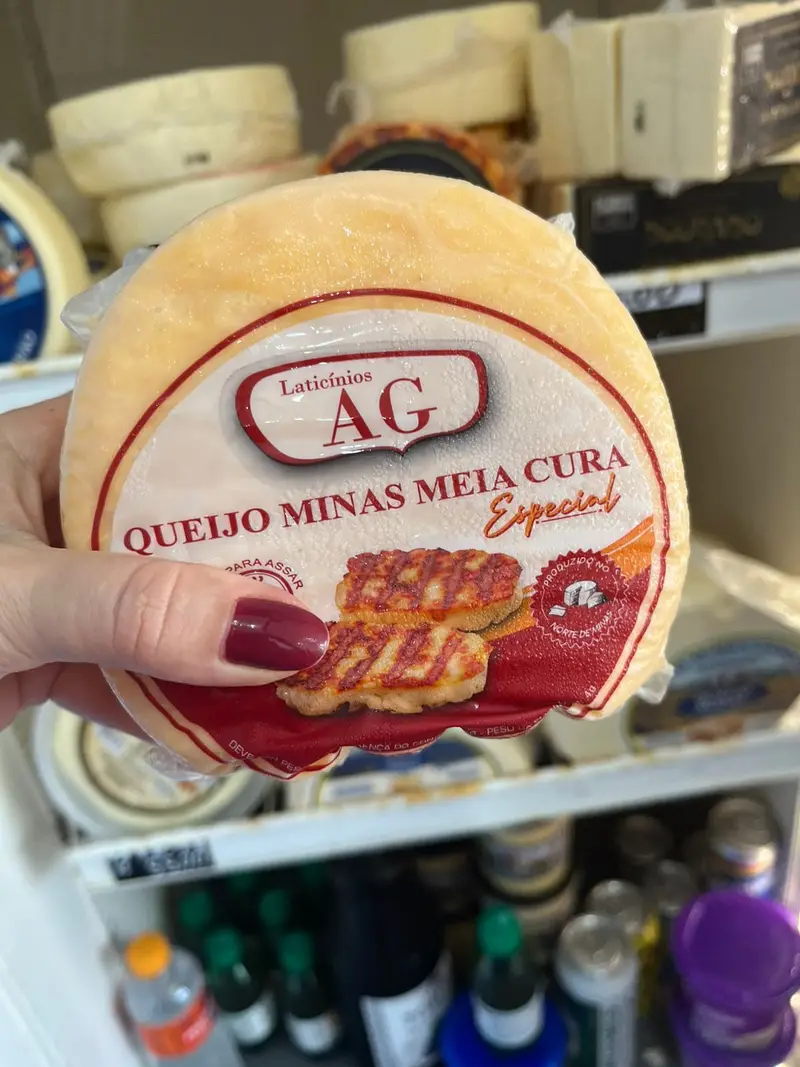 Laticínios
AG
QUEIJO MINAS MEIA CURA
Especial
PARA ASSAR
PRODUZIDO NO
NORTE DE MINAS